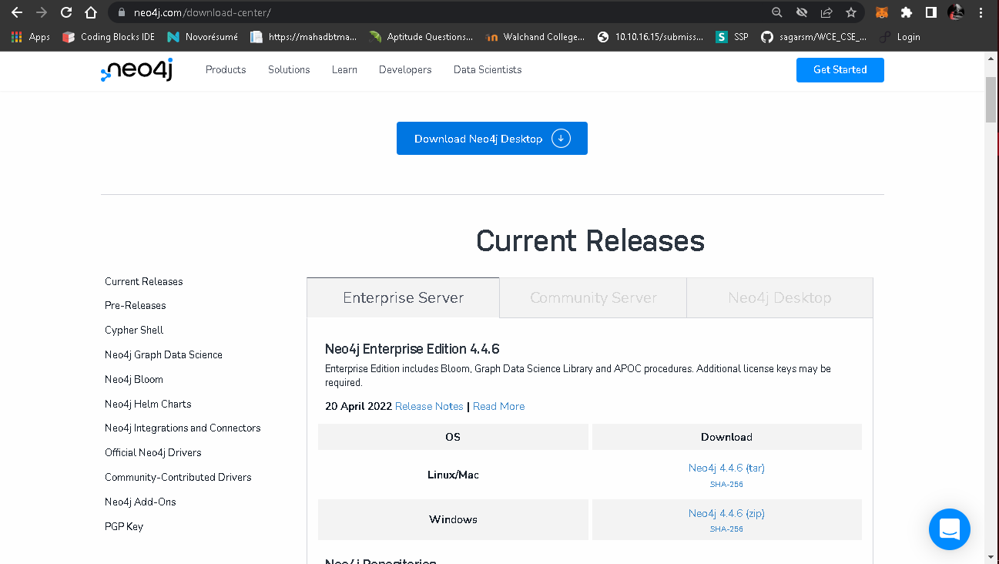 neo4j.com/download-center/
Apps Coding Blocks IDE Novorésumé https://mahadbtma... Aptitude Questions... Walchand College... 10.10.16.15/submiss... S SSP sagarsm/WCE_CSE_... Login
neo4j Products Solutions Learn Developers Data Scientists Get Started
Download Neo4j Desktop
Current Releases
Current Releases
Pre-Releases
Cypher Shell
Neo4j Graph Data Science
Neo4j Bloom
Neo4j Helm Charts
Neo4j Integrations and Connectors
Official Neo4j Drivers
Community-Contributed Drivers
Neo4j Add-Ons
PGP Key
Enterprise Server Community Server Neo4j Desktop
Neo4j Enterprise Edition 4.4.6
Enterprise Edition includes Bloom, Graph Data Science Library and APOC procedures. Additional license keys may be
required.
20 April 2022 Release Notes | Read More
OS Download
Linux/Mac Neo4j 4.4.6 (tar)
SHA-256
Windows Neo4j 4.4.6 (zip)
SHA-256
Neo4j Repositories